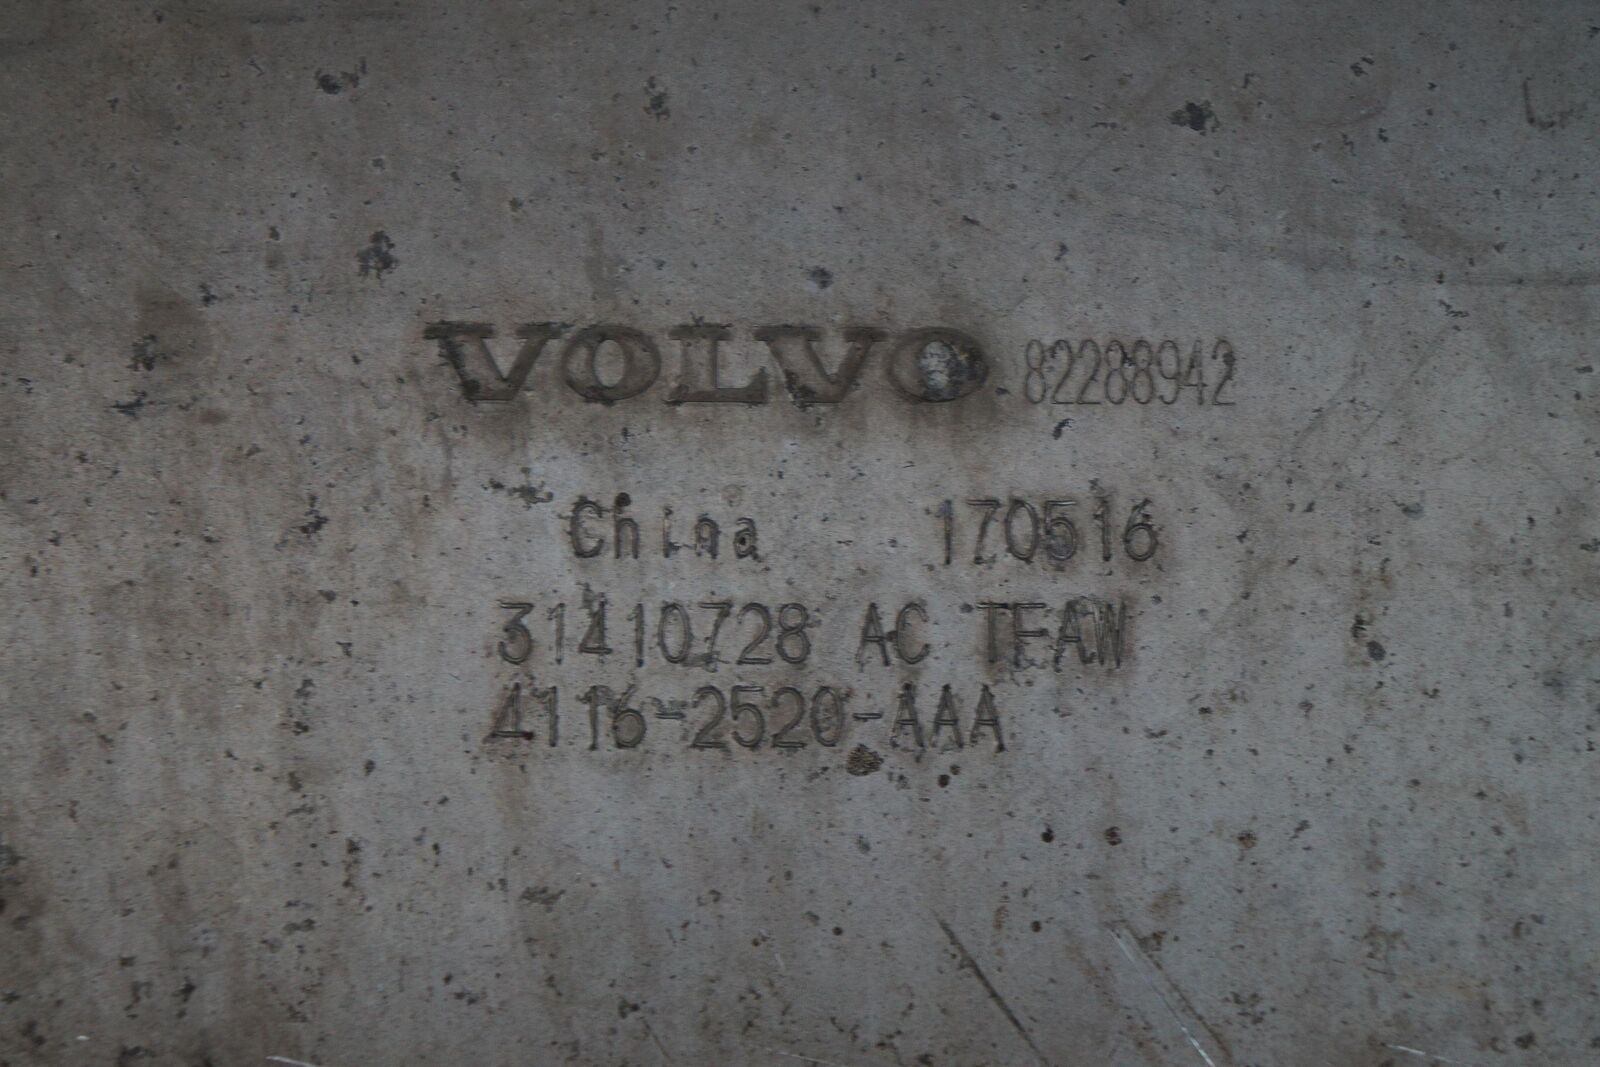 VOLVO 82288942
China 170516
31410728 AC TEAW
4116-2520-AAA